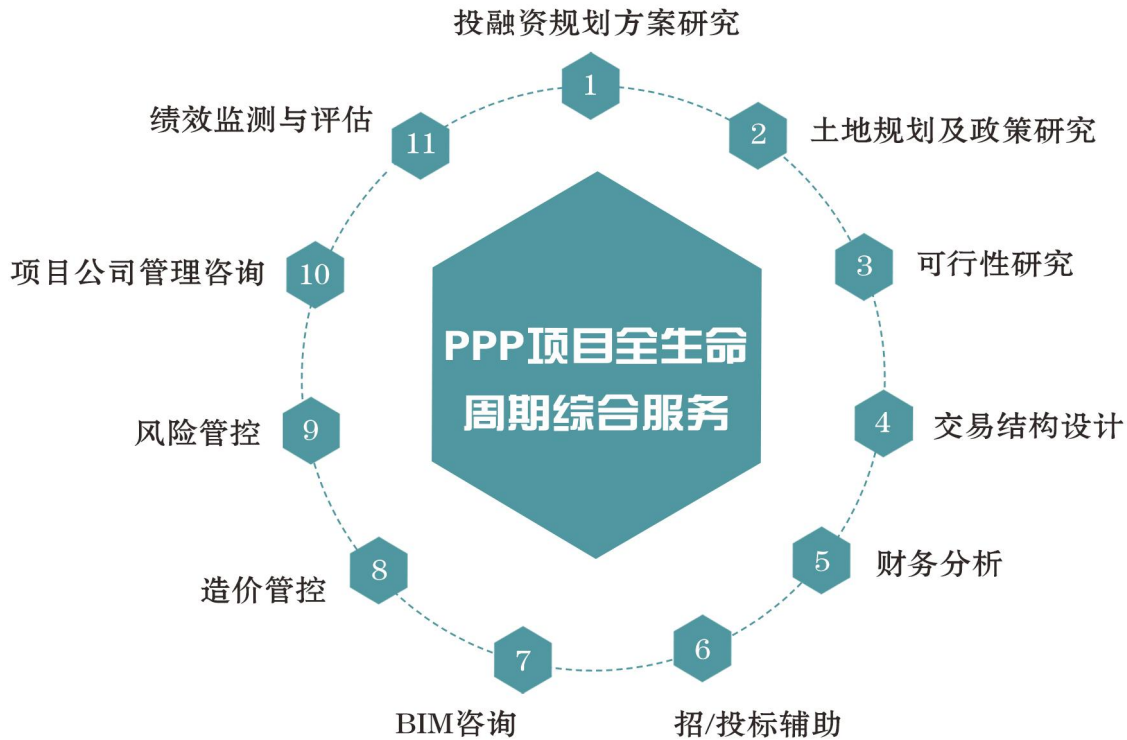 PPP项目全生命
周期综合服务
1
投融资规划方案研究
2
土地规划及政策研究
3
可行性研究
4
交易结构设计
5
财务分析
6
招/投标辅助
7
BIM咨询
8
造价管控
9
风险管控
10
项目公司管理咨询
11
绩效监测与评估